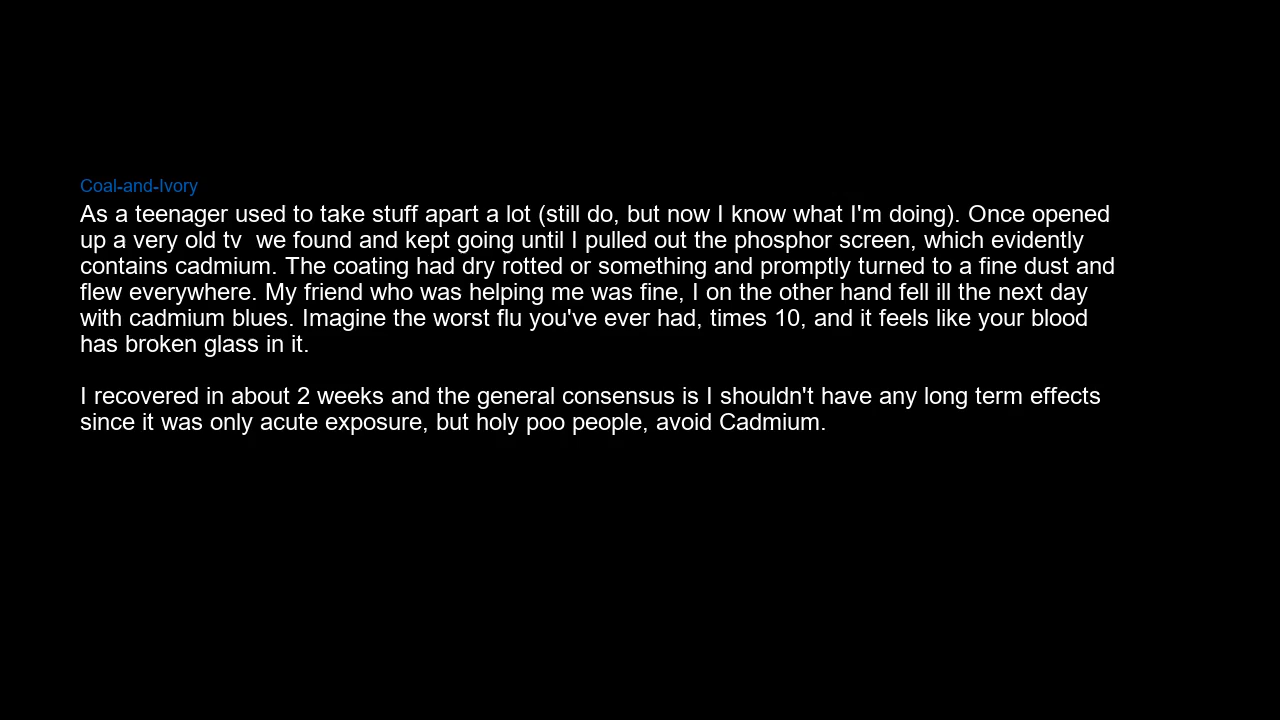 Coal-and-Ivory
As a teenager used to take stuff apart a lot (still do, but now I know what I'm doing). Once opened
up a very old tv  we found and kept going until I pulled out the phosphor screen, which evidently
contains cadmium. The coating had dry rotted or something and promptly turned to a fine dust and
flew everywhere. My friend who was helping me was fine, I on the other hand fell ill the next day
with cadmium blues. Imagine the worst flu you've ever had, times 10, and it feels like your blood
has broken glass in it.
I recovered in about 2 weeks and the general consensus is I shouldn't have any long term effects
since it was only acute exposure, but holy poo people, avoid Cadmium.